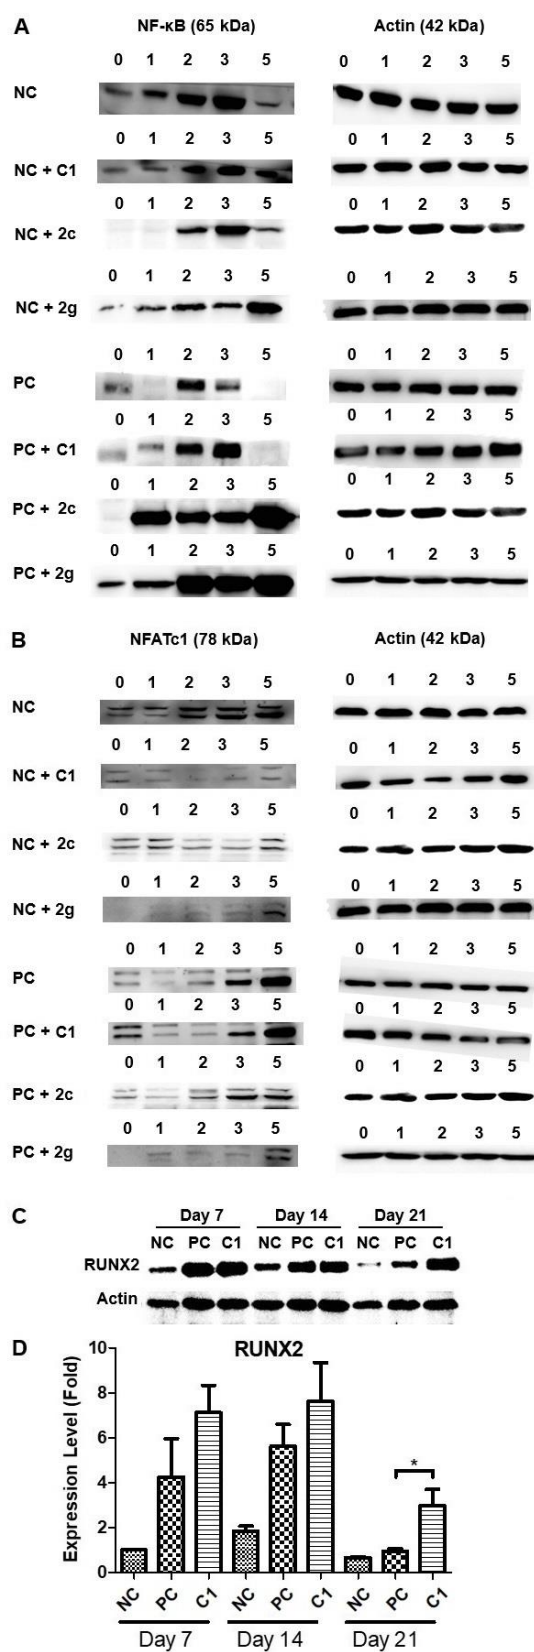 A NF-κB (65 kDa) Actin (42 kDa)
0 1 2 3 5 0 1 2 3 5
NC
0 1 2 3 5 0 1 2 3 5
NC + C1
0 1 2 3 5 0 1 2 3 5
NC + 2c
0 1 2 3 5 0 1 2 3 5
NC + 2g
0 1 2 3 5 0 1 2 3 5
PC
0 1 2 3 5 0 1 2 3 5
PC + C1
0 1 2 3 5 0 1 2 3 5
PC + 2c
0 1 2 3 5 0 1 2 3 5
PC + 2g
B NFATc1 (78 kDa) Actin (42 kDa)
0 1 2 3 5 0 1 2 3 5
NC
0 1 2 3 5 0 1 2 3 5
NC + C1
0 1 2 3 5 0 1 2 3 5
NC + 2c
0 1 2 3 5 0 1 2 3 5
NC + 2g
0 1 2 3 5 0 1 2 3 5
PC
0 1 2 3 5 0 1 2 3 5
PC + C1
0 1 2 3 5 0 1 2 3 5
PC + 2c
0 1 2 3 5 0 1 2 3 5
PC + 2g
C Day 7 Day 14 Day 21
NC PC C1 NC PC C1 NC PC C1
RUNX2
Actin
D RUNX2
Expression Level (Fold)
10
8
6
4
2
0
*
NC PC C1 NC PC C1 NC PC C1
Day 7 Day 14 Day 21